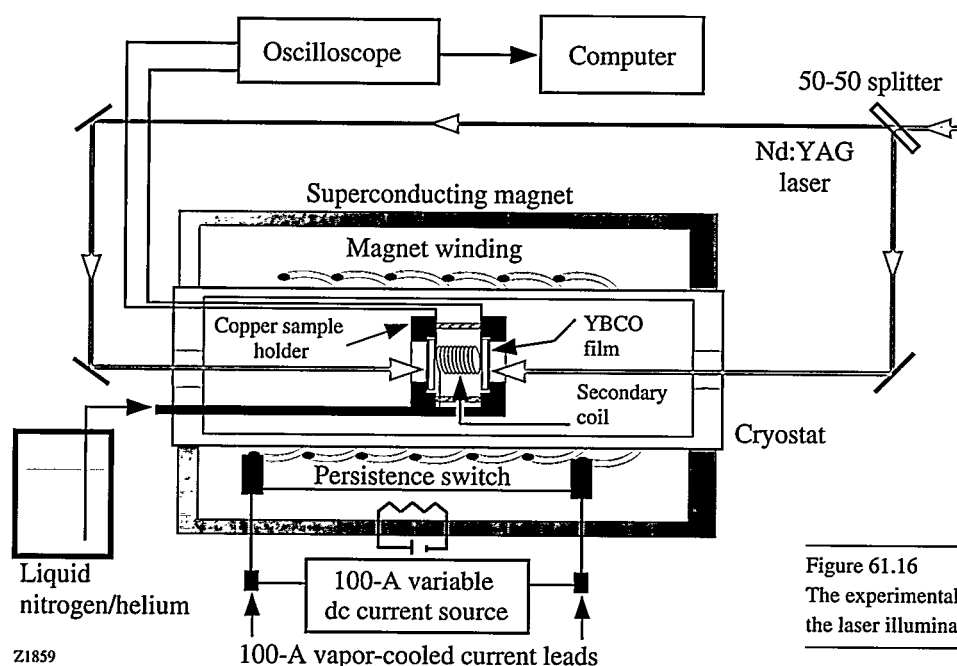 Oscilloscope
Computer
50-50 splitter
Nd:YAG
laser
Superconducting magnet
Magnet winding
Copper sample
holder
YBCO
film
Secondary
coil
Cryostat
Persistence switch
Liquid
nitrogen/helium
100-A variable
dc current source
100-A vapor-cooled current leads
Z1859
Figure 61.16
The experimental
the laser illumina